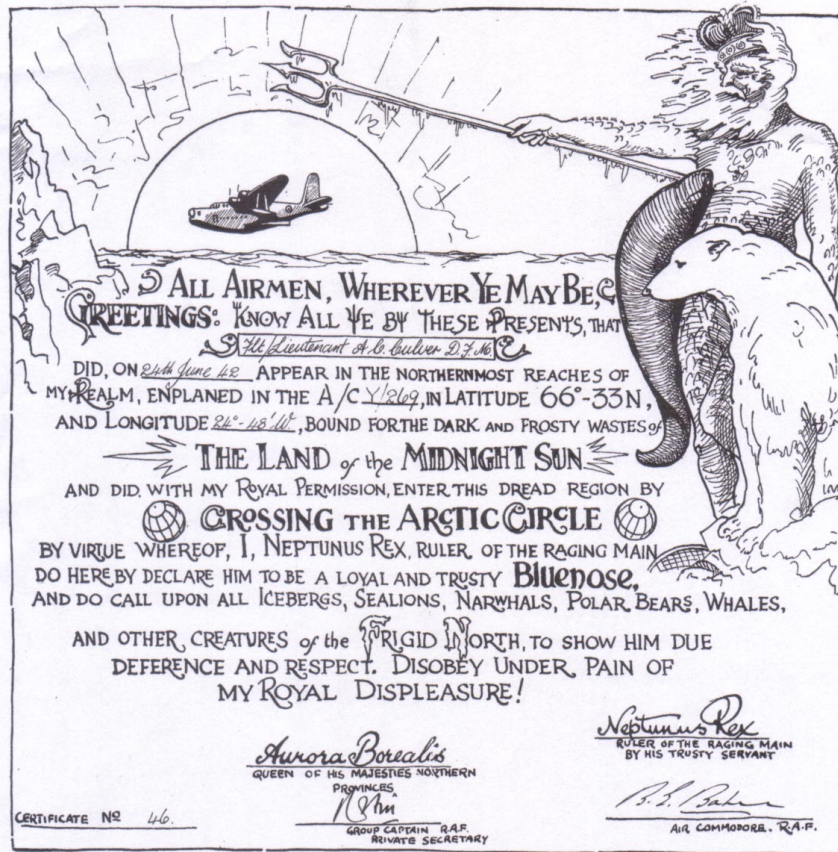 ALL AIRMEN, WHEREVER YE MAY BE,
GREETINGS: KNOW ALL YE BY THESE PRESENTS, THAT
Flt/Lieutenant A. C. Culver D.F.M.
DID, ON 24th June 42 APPEAR IN THE NORTHERNMOST REACHES OF
MY REALM, ENPLANED IN THE A/C Y/269, IN LATITUDE 66°-33N,
AND LONGITUDE 24°-48'W, BOUND FOR THE DARK AND FROSTY WASTES of
THE LAND of the MIDNIGHT SUN
AND DID, WITH MY ROYAL PERMISSION, ENTER THIS DREAD REGION BY
CROSSING THE ARCTIC CIRCLE
BY VIRTUE WHEREOF, I, NEPTUNUS REX, RULER OF THE RAGING MAIN
DO HEREBY DECLARE HIM TO BE A LOYAL AND TRUSTY Bluenose,
AND DO CALL UPON ALL ICEBERGS, SEALIONS, NARWHALS, POLAR BEARS, WHALES,
AND OTHER CREATURES of the FRIGID NORTH, TO SHOW HIM DUE
DEFERENCE AND RESPECT. DISOBEY UNDER PAIN OF
MY ROYAL DISPLEASURE!
Neptunus Rex
RULER OF THE RAGING MAIN
BY HIS TRUSTY SERVANT
Aurora Borealis
QUEEN OF HIS MAJESTIES NORTHERN
PROVINCES
GROUP CAPTAIN R.A.F.
PRIVATE SECRETARY
AIR COMMODORE. R.A.F.
CERTIFICATE No 46.